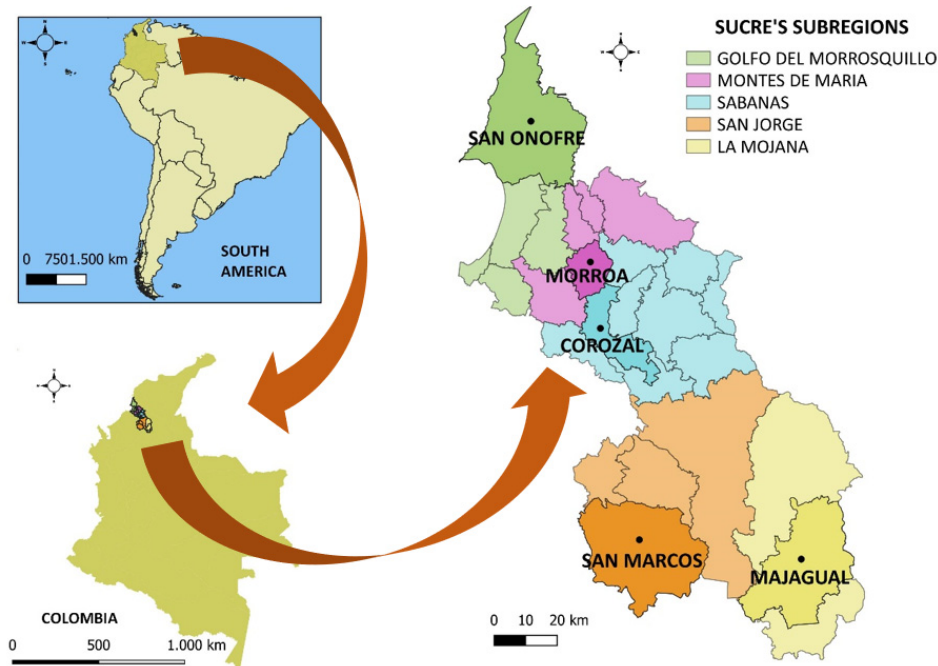 SUCRE'S SUBREGIONS
GOLFO DEL MORROSQUILLO
MONTES DE MARIA
SABANAS
SAN JORGE
LA MOJANA
SAN ONOFRE
MORROA
COROZAL
SAN MARCOS
MAJAGUAL
0 10 20 km
SOUTH
AMERICA
0 7501.500 km
COLOMBIA
0 500 1.000 km